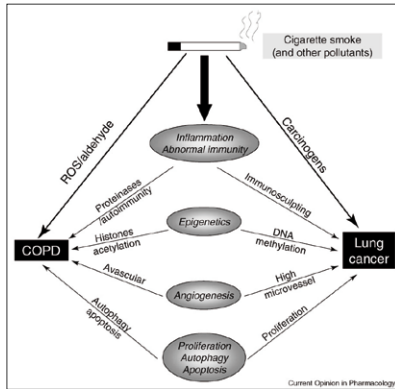 Cigarette smoke
(and other pollutants)
ROS/aldehyde
Carcinogens
Inflammation
Abnormal Immunity
Proteinases
/autoimmunity
Immunosculpting
Epigenetics
Histones
acetylation
DNA
methylation
COPD
Lung
cancer
Avascular
Angiogenesis
High
microvessel
Autophagy
apoptosis
Proliferation
Autophagy
Apoptosis
Proliferation
Current Opinion in Pharmacology